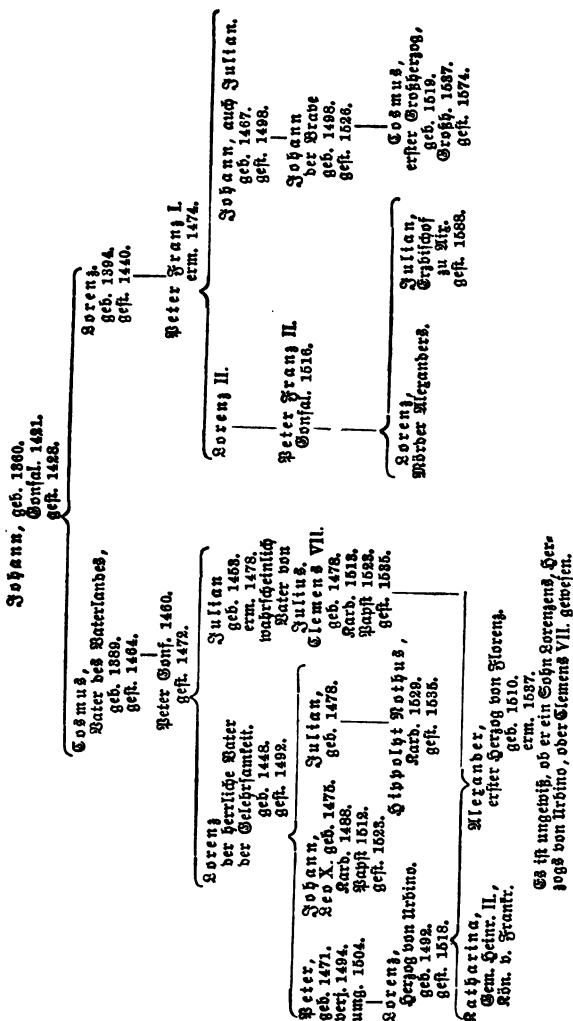 Johann, geb. 1360.
Gonfal. 1421.
gest. 1428.
Cosmus,
Vater des Vaterlandes,
geb. 1389.
gest. 1464.
Lorenz.
geb. 1394.
gest. 1440.
Peter Gonf. 1460.
gest. 1472.
Peter Franz I.
erm. 1474.
Lorenz
der herrliche Vater
der Gelehrsamkeit.
geb. 1448.
gest. 1492.
Julian
geb. 1453.
erm. 1478.
wahrscheinlich
Vater von
Julius.
Clemens VII.
geb. 1478.
Kard. 1513.
Papst 1523.
gest. 1535.
Lorenz II.
Johann, auch Julian.
geb. 1467.
gest. 1498.
Peter Franz II.
Gonfal. 1516.
Johann
der Brave
geb. 1498.
gest. 1526.
Peter,
geb. 1471.
verj. 1494.
umg. 1504.
Johann,
Leo X. geb. 1475.
Kard. 1488.
Papst 1512.
gest. 1523.
Julian,
geb. 1478.
Lorenz,
Herzog von Urbino.
geb. 1492.
gest. 1518.
Hippolyt Nothus,
Kard. 1529.
gest. 1535.
Lorenz,
Mörder Alexanders.
Julian,
Erzbischof
zu Aix.
gest. 1588.
Cosmus,
erster Großherzog,
geb. 1519.
Großh. 1537.
gest. 1574.
Katharina,
Gem. Heinr. II.,
Kön. v. Frankr.
Alexander,
erster Herzog von Florenz.
geb. 1510.
erm. 1537.
Es ist ungewiß, ob er ein Sohn Lorenzens, Her-
zogs von Urbino, oder Clemens VII. gewesen.